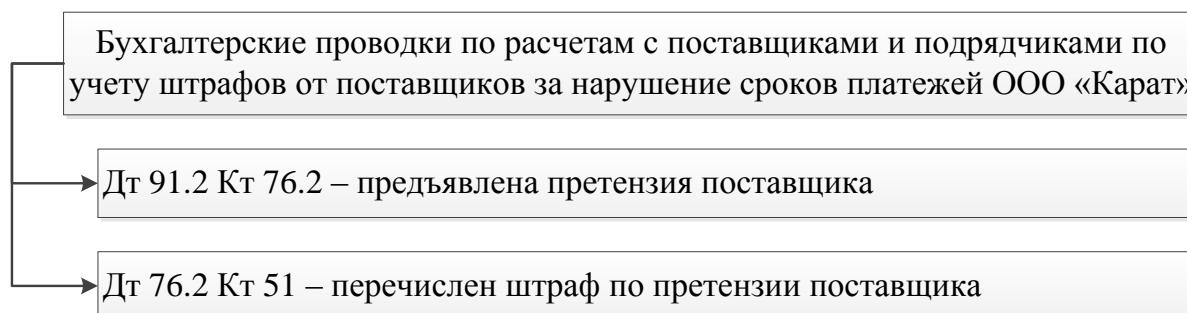 Бухгалтерские проводки по расчетам с поставщиками и подрядчиками по
учету штрафов от поставщиков за нарушение сроков платежей ООО «Карат»
Дт 91.2 Кт 76.2 – предъявлена претензия поставщика
Дт 76.2 Кт 51 – перечислен штраф по претензии поставщика